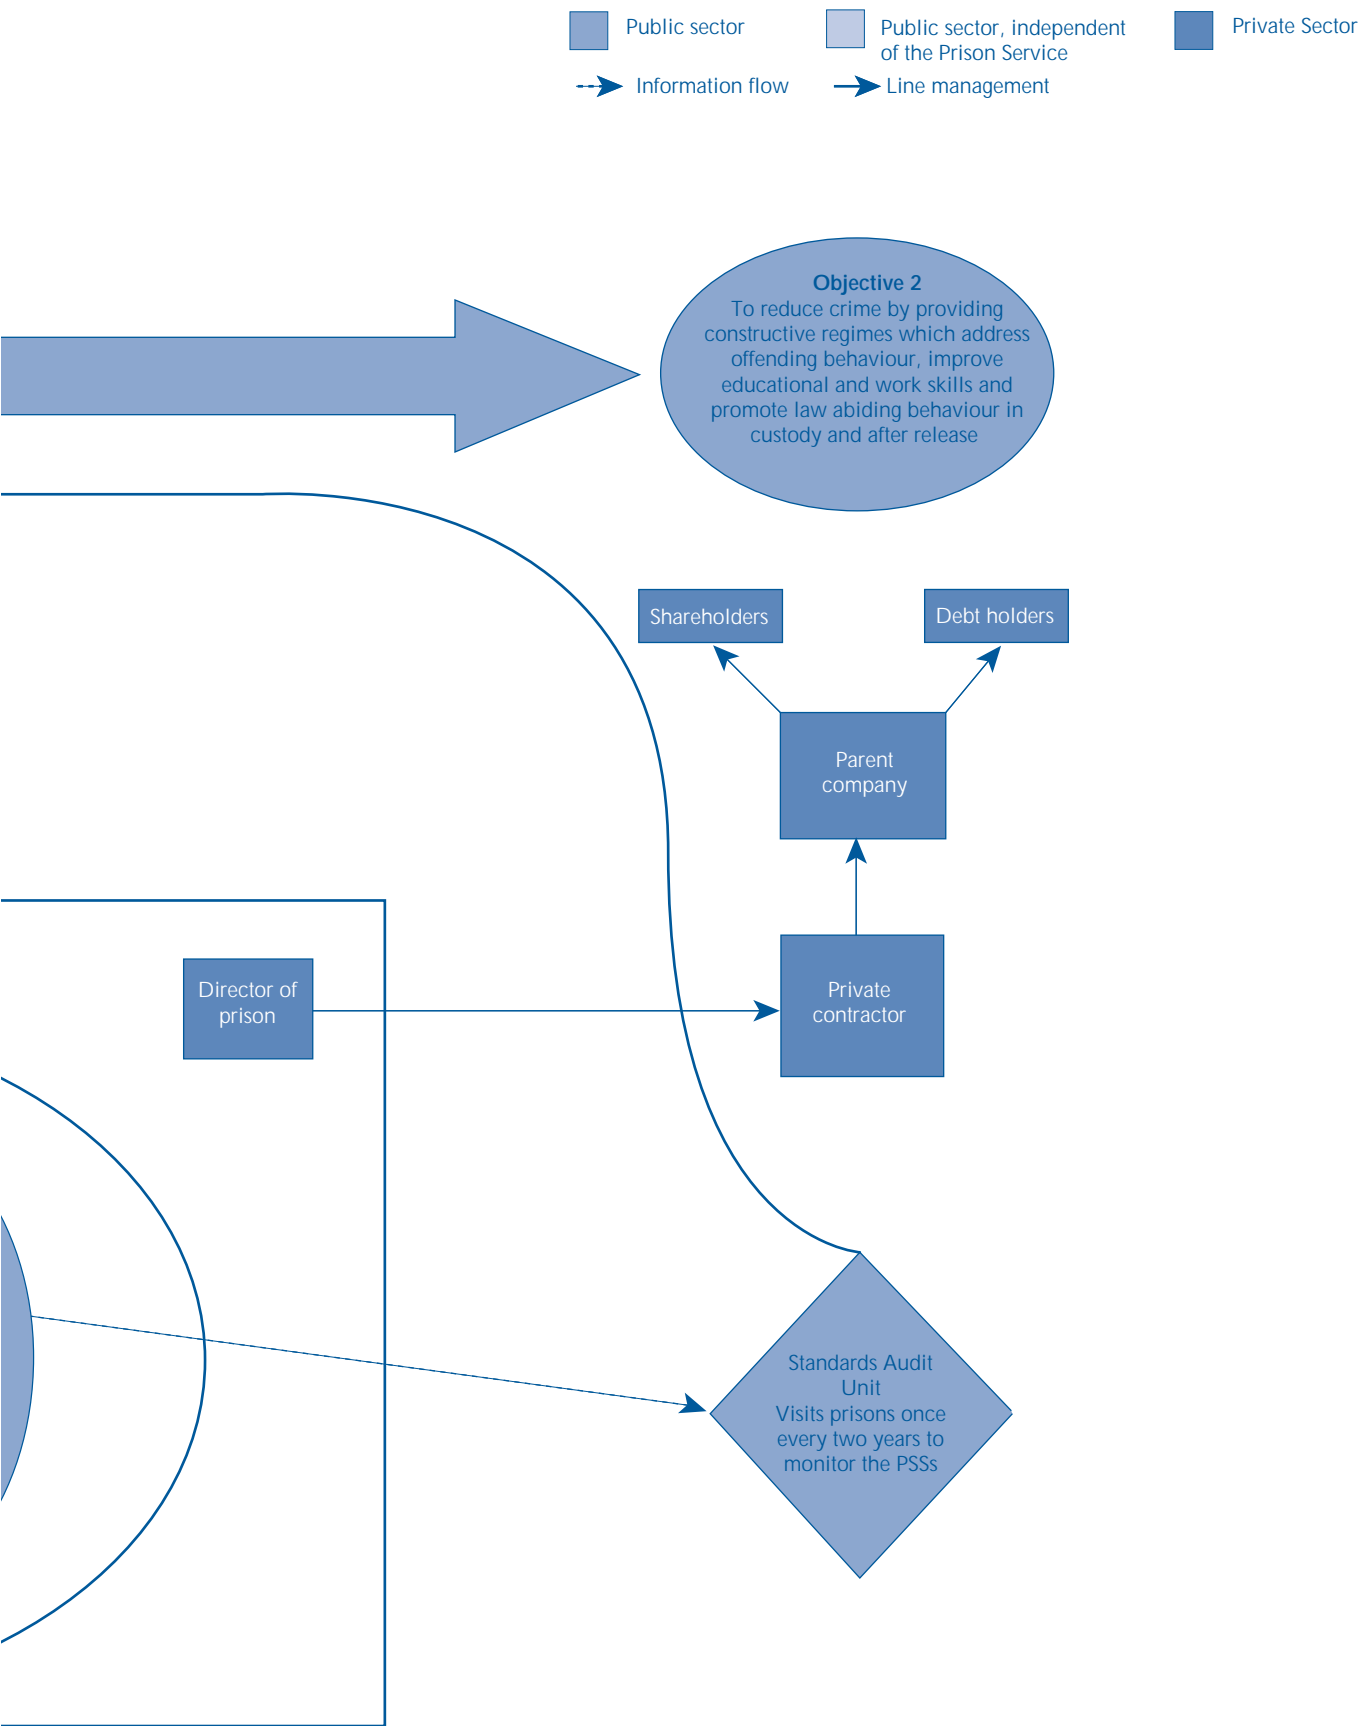 Public sector
Public sector, independent
of the Prison Service
Private Sector
Information flow
Line management
Objective 2
To reduce crime by providing
constructive regimes which address
offending behaviour, improve
educational and work skills and
promote law abiding behaviour in
custody and after release
Shareholders
Debt holders
Parent
company
Director of
prison
Private
contractor
Standards Audit
Unit
Visits prisons once
every two years to
monitor the PSSs